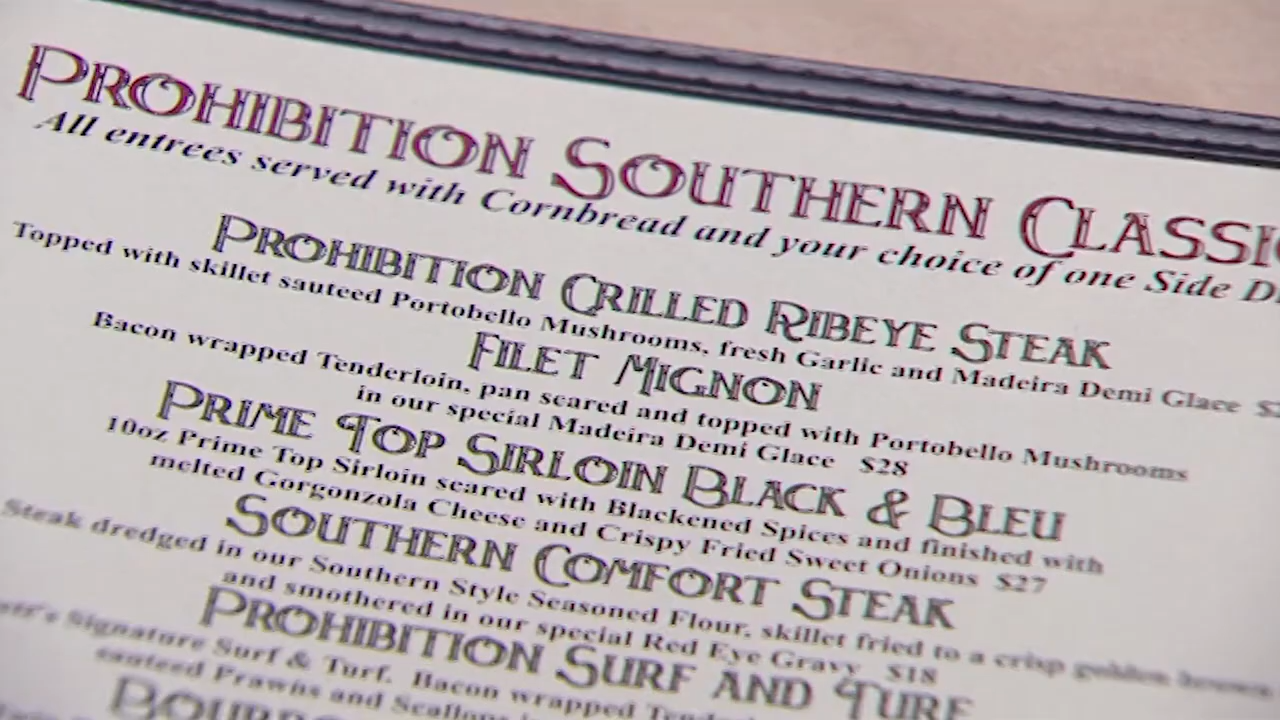 PROHIBITION SOUTHERN CLASSIC
All entrees served with Cornbread and your choice of one Side D
PROHIBITION GRILLED RIBEYE STEAK
Topped with skillet sauteed Portobello Mushrooms, fresh Garlic and Madeira Demi Glace
FILET MIGNON
Bacon wrapped Tenderloin, pan seared and topped with Portobello Mushrooms
in our special Madeira Demi Glace $28
PRIME TOP SIRLOIN BLACK & BLEU
10oz Prime Top Sirloin seared with Blackened Spices and finished with
melted Gorgonzola Cheese and Crispy Fried Sweet Onions $27
SOUTHERN COMFORT STEAK
Steak dredged in our Southern Style Seasoned Flour, skillet fried to a crisp golden brown
and smothered in our special Red Eye Gravy $18
PROHIBITION SURF AND TURF
Signature Surf & Turf. Bacon wrapped
sauteed Prawns and Scallops